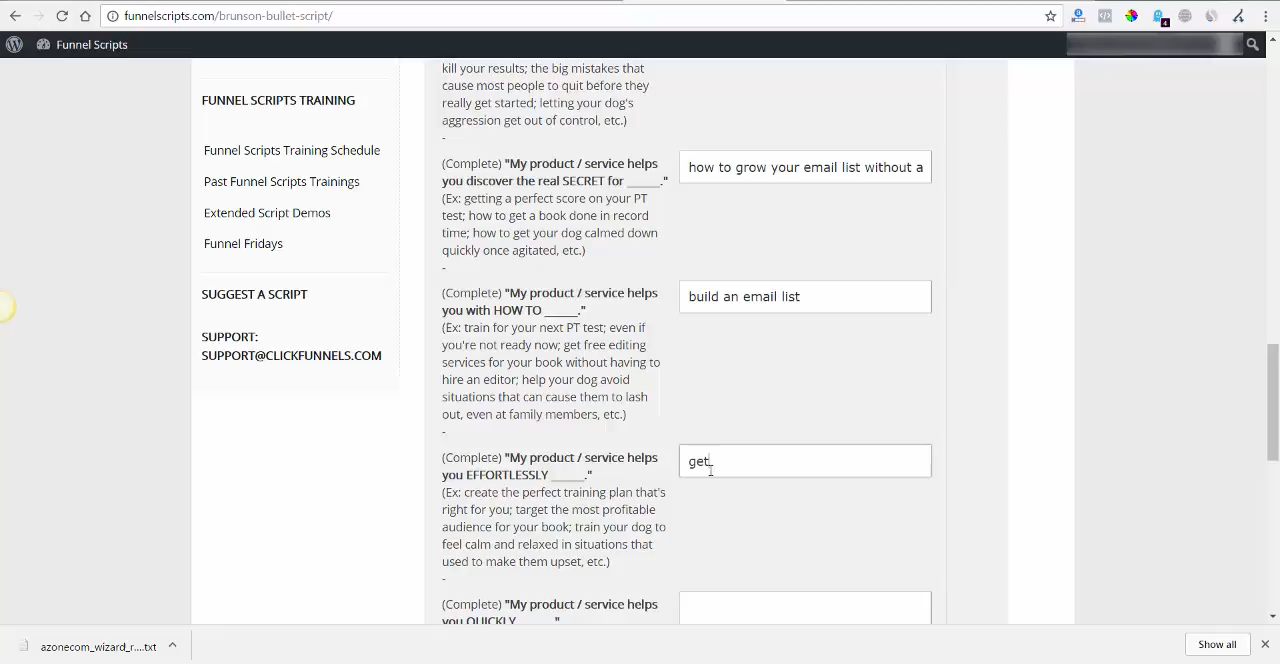 funnelscripts.com/brunson-bullet-script/
4
Funnel Scripts
FUNNEL SCRIPTS TRAINING
Funnel Scripts Training Schedule
Past Funnel Scripts Trainings
Extended Script Demos
Funnel Fridays
SUGGEST A SCRIPT
SUPPORT:
SUPPORT@CLICKFUNNELS.COM
kill your results; the big mistakes that
cause most people to quit before they
really get started; letting your dog's
aggression get out of control, etc.)
-
(Complete) "My product / service helps
you discover the real SECRET for ______."
(Ex: getting a perfect score on your PT
test; how to get a book done in record
time; how to get your dog calmed down
quickly once agitated, etc.)
-
how to grow your email list without a
(Complete) "My product / service helps
you with HOW TO ______."
(Ex: train for your next PT test; even if
you're not ready now; get free editing
services for your book without having to
hire an editor; help your dog avoid
situations that can cause them to lash
out, even at family members, etc.)
-
build an email list
(Complete) "My product / service helps
you EFFORTLESSLY ______."
(Ex: create the perfect training plan that's
right for you; target the most profitable
audience for your book; train your dog to
feel calm and relaxed in situations that
used to make them upset, etc.)
-
get
(Complete) "My product / service helps
you QUICKLY ______."
azonecom_wizard_r....txt
Show all